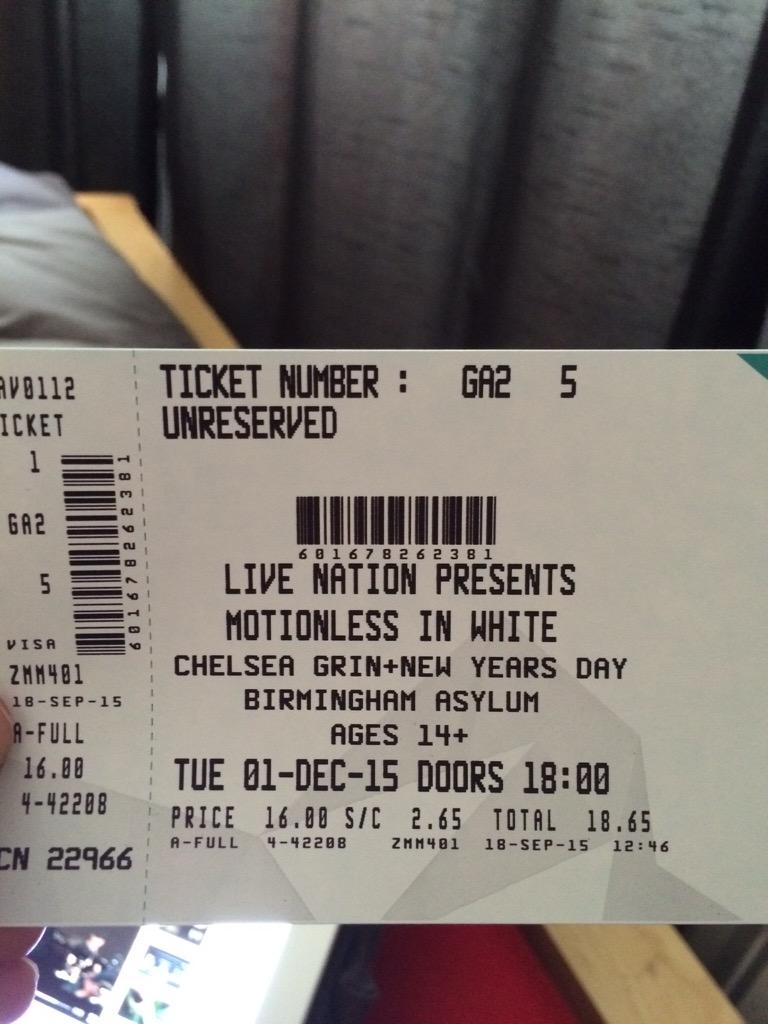 AV0112
TICKET
1
GA2
5
VISA
ZMM401
18-SEP-15
A-FULL
16.00
4-42208
CN 22966
601678262381
TICKET NUMBER : GA2 5
UNRESERVED
601678262381
LIVE NATION PRESENTS
MOTIONLESS IN WHITE
CHELSEA GRIN+NEW YEARS DAY
BIRMINGHAM ASYLUM
AGES 14+
TUE 01-DEC-15 DOORS 18:00
PRICE 16.00 S/C 2.65 TOTAL 18.65
A-FULL 4-42208 ZMM401 18-SEP-15 12:46